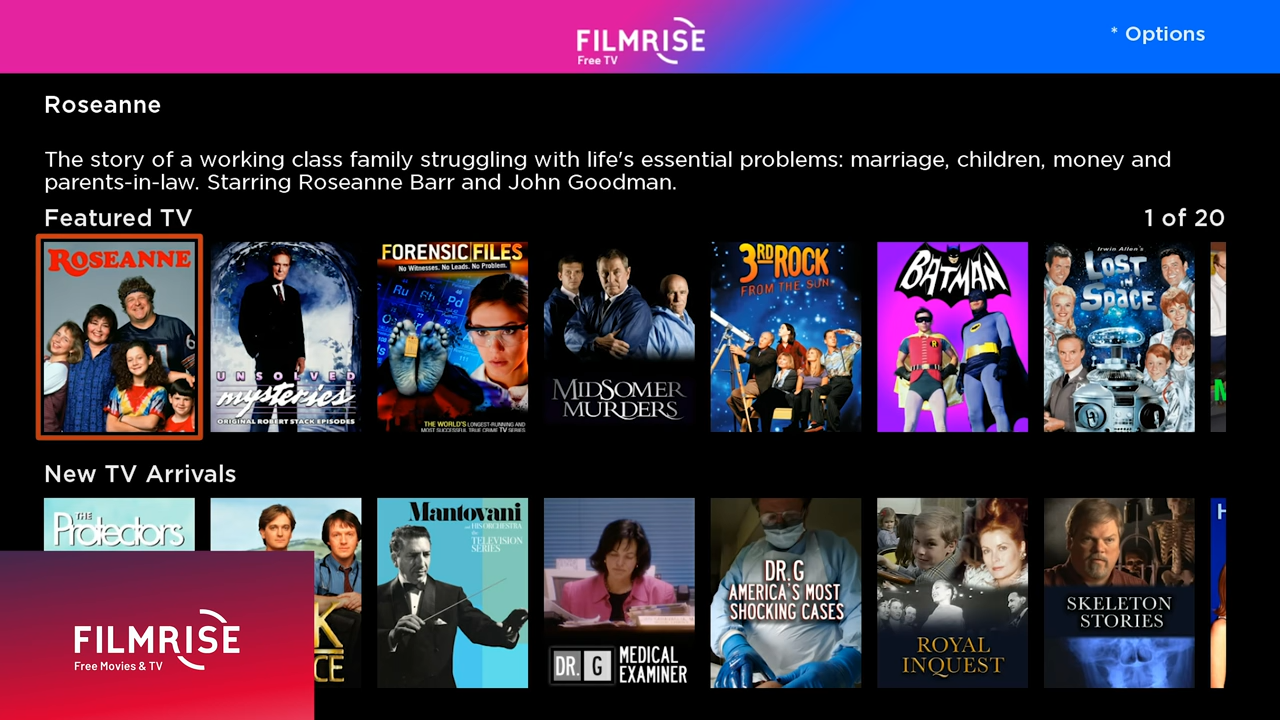 FILMRISE
Free TV
* Options
Roseanne
The story of a working class family struggling with life's essential problems: marriage, children, money and
parents-in-law. Starring Roseanne Barr and John Goodman.
Featured TV
1 of 20
ROSEANNE
UNSOLVED
mysteries
ORIGINAL ROBERT STACK EPISODES
FORENSIC FILES
No Witnesses. No Leads. No Problem.
Ru Rh Pd
THE WORLD'S LONGEST-RUNNING AND
MOST SUCCESSFUL TRUE CRIME TV SERIES
MIDSOMER
MURDERS
3RD ROCK
FROM THE SUN
BATMAN
R
Irwin Allen's
LOST
IN
SPACE
New TV Arrivals
THE
Protectors
Mantovani
and HIS ORCHESTRA
the
TELEVISION
SERIES
DR. G MEDICAL
EXAMINER
DR. G
AMERICA'S MOST
SHOCKING CASES
ROYAL
INQUEST
SKELETON
STORIES
H
K
CE
FILMRISE
Free Movies & TV